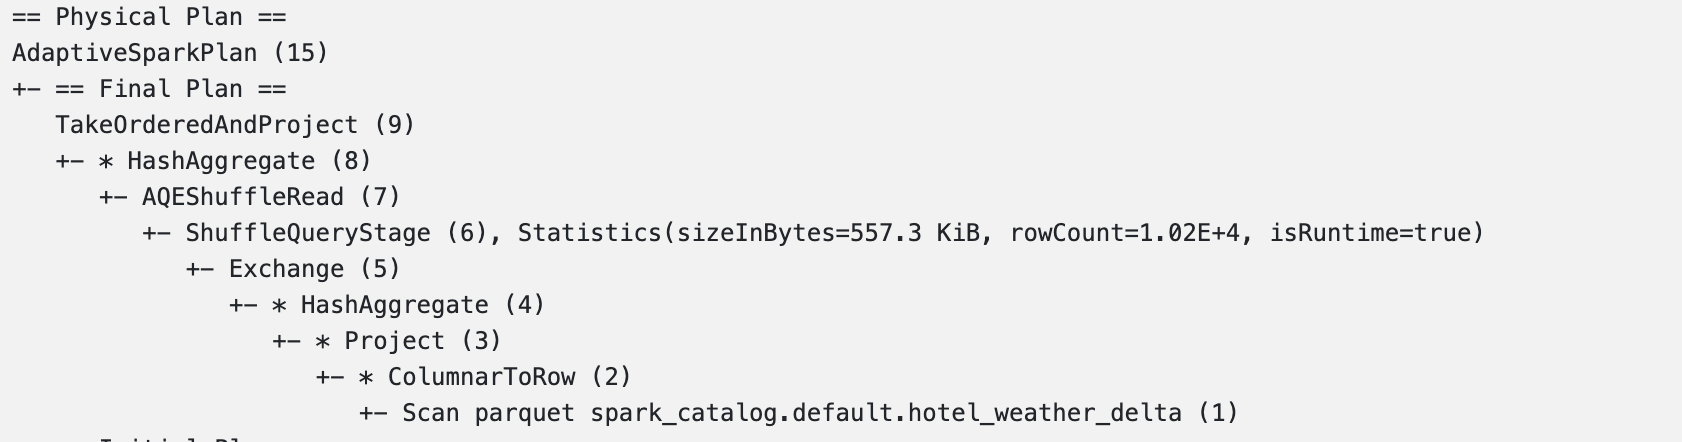 == Physical Plan ==
AdaptiveSparkPlan (15)
+- == Final Plan ==
   TakeOrderedAndProject (9)
   +- * HashAggregate (8)
      +- AQEShuffleRead (7)
         +- ShuffleQueryStage (6), Statistics(sizeInBytes=557.3 KiB, rowCount=1.02E+4, isRuntime=true)
            +- Exchange (5)
               +- * HashAggregate (4)
                  +- * Project (3)
                     +- * ColumnarToRow (2)
                        +- Scan parquet spark_catalog.default.hotel_weather_delta (1)